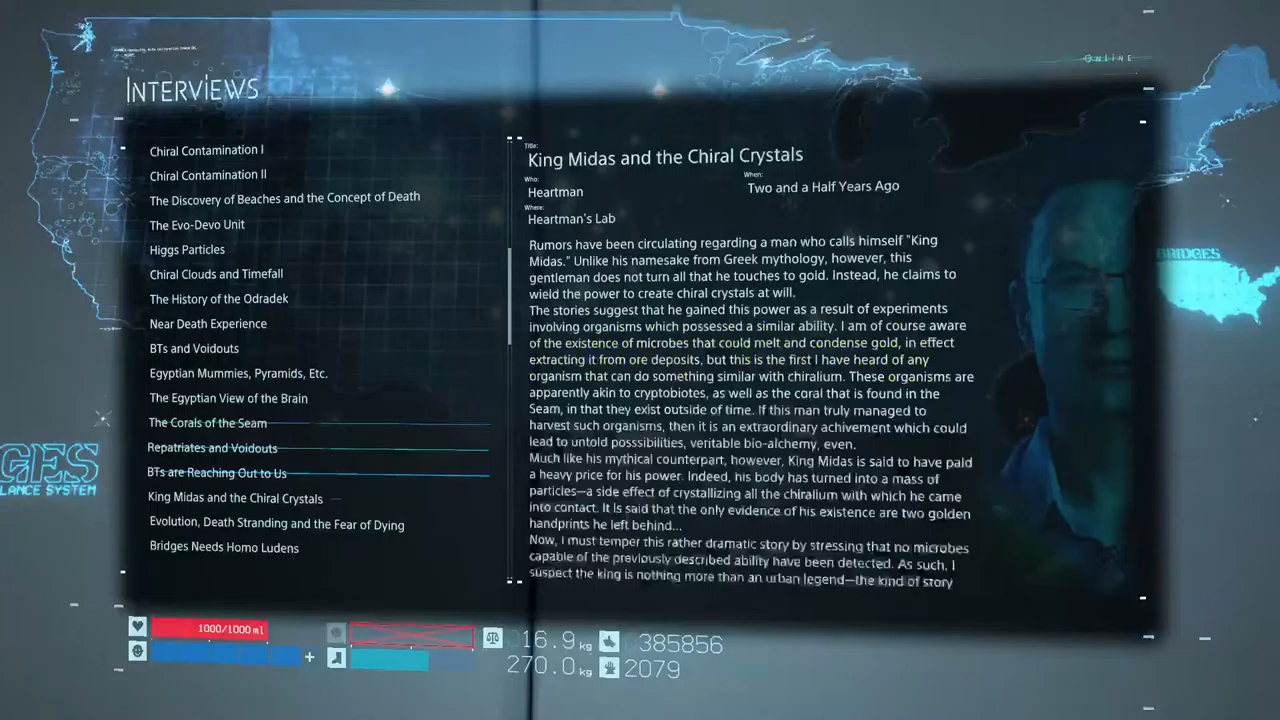 INTERVIEWS
ONLINE
Chiral Contamination I
Chiral Contamination II
The Discovery of Beaches and the Concept of Death
The Evo-Devo Unit
Higgs Particles
Chiral Clouds and Timefall
The History of the Odradek
Near Death Experience
BTs and Voidouts
Egyptian Mummies, Pyramids, Etc.
The Egyptian View of the Brain
The Corals of the Seam
Repatriates and Voidouts
BTs are Reaching Out to Us
King Midas and the Chiral Crystals
Evolution, Death Stranding and the Fear of Dying
Bridges Needs Homo Ludens
Title:
King Midas and the Chiral Crystals
Who:
Heartman
When:
Two and a Half Years Ago
Where:
Heartman's Lab
Rumors have been circulating regarding a man who calls himself "King
Midas." Unlike his namesake from Greek mythology, however, this
gentleman does not turn all that he touches to gold. Instead, he claims to
wield the power to create chiral crystals at will.
The stories suggest that he gained this power as a result of experiments
involving organisms which possessed a similar ability. I am of course aware
of the existence of microbes that could melt and condense gold, in effect
extracting it from ore deposits, but this is the first I have heard of any
organism that can do something similar with chiralium. These organisms are
apparently akin to cryptobiotes, as well as the coral that is found in the
Seam, in that they exist outside of time. If this man truly managed to
harvest such organisms, then it is an extraordinary achivement which could
lead to untold posssibilities, veritable bio-alchemy, even.
Much like his mythical counterpart, however, King Midas is said to have paid
a heavy price for his power. Indeed, his body has turned into a mass of
particles—a side effect of crystallizing all the chiralium with which he came
into contact. It is said that the only evidence of his existence are two golden
handprints he left behind...
Now, I must temper this rather dramatic story by stressing that no microbes
capable of the previously described ability have been detected. As such, I
suspect the king is nothing more than an urban legend—the kind of story
BRIDGES
GES
LANCE SYSTEM
1000/1000 ml
+
016.9 kg
385856
270.0 kg
2079